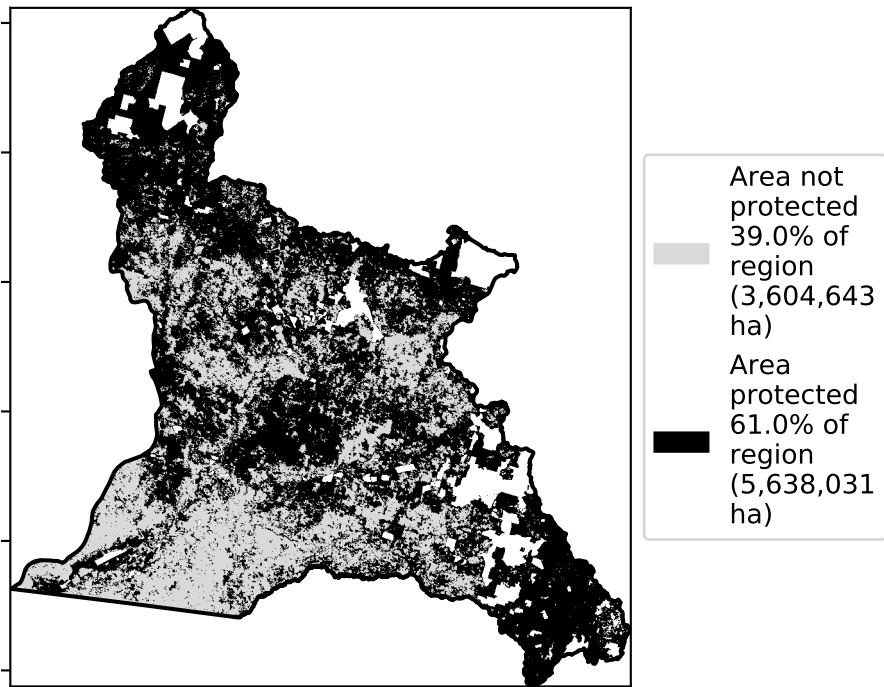 Area not
protected
39.0% of
region
(3,604,643
ha)
Area
protected
61.0% of
region
(5,638,031
ha)